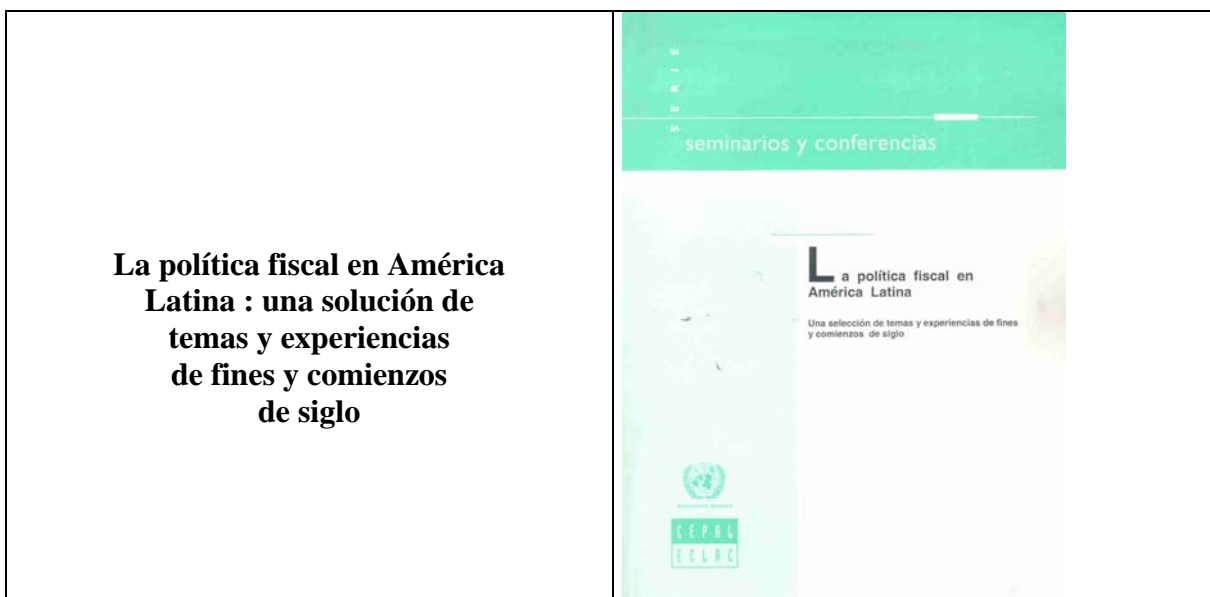 La política fiscal en América
Latina : una solución de
temas y experiencias
de fines y comienzos
de siglo
SERIE
seminarios y conferencias
La política fiscal en
América Latina
Una selección de temas y experiencias de fines
y comienzos de siglo
CEPAL
ECLAC